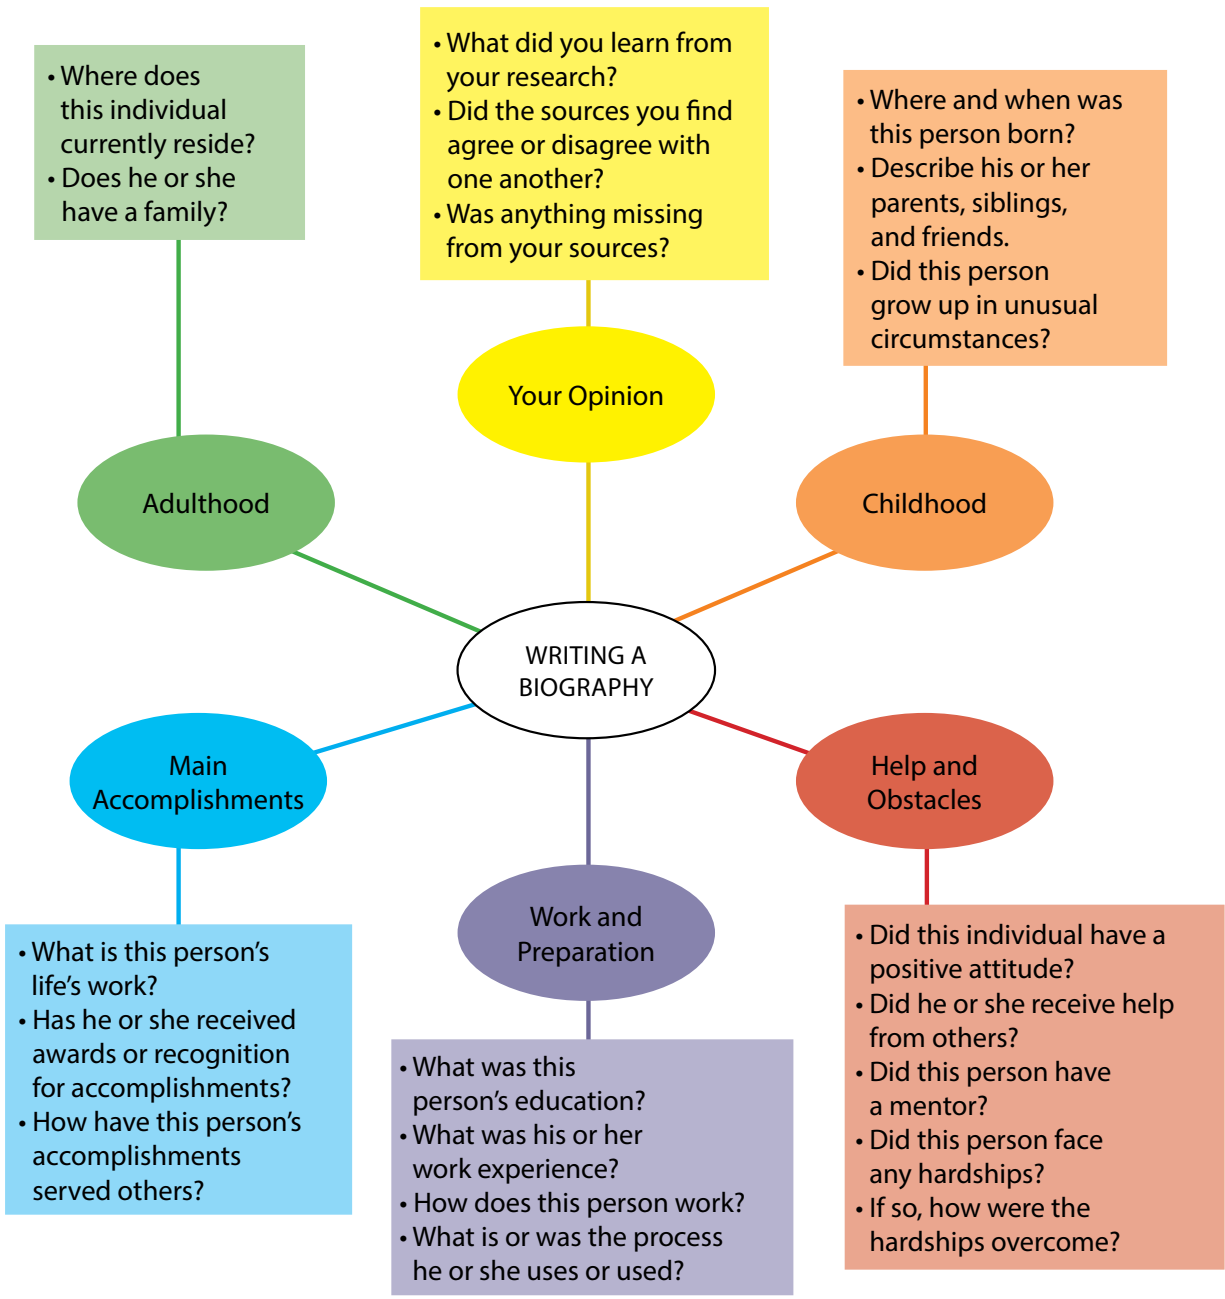 • Where does
this individual
currently reside?
• Does he or she
have a family?
Adulthood
• What did you learn from
your research?
• Did the sources you find
agree or disagree with
one another?
• Was anything missing
from your sources?
Your Opinion
• Where and when was
this person born?
• Describe his or her
parents, siblings,
and friends.
• Did this person
grow up in unusual
circumstances?
Childhood
WRITING A
BIOGRAPHY
Main
Accomplishments
• What is this person’s
life’s work?
• Has he or she received
awards or recognition
for accomplishments?
• How have this person’s
accomplishments
served others?
Work and
Preparation
• What was this
person’s education?
• What was his or her
work experience?
• How does this person work?
• What is or was the process
he or she uses or used?
Help and
Obstacles
• Did this individual have a
positive attitude?
• Did he or she receive help
from others?
• Did this person have
a mentor?
• Did this person face
any hardships?
• If so, how were the
hardships overcome?